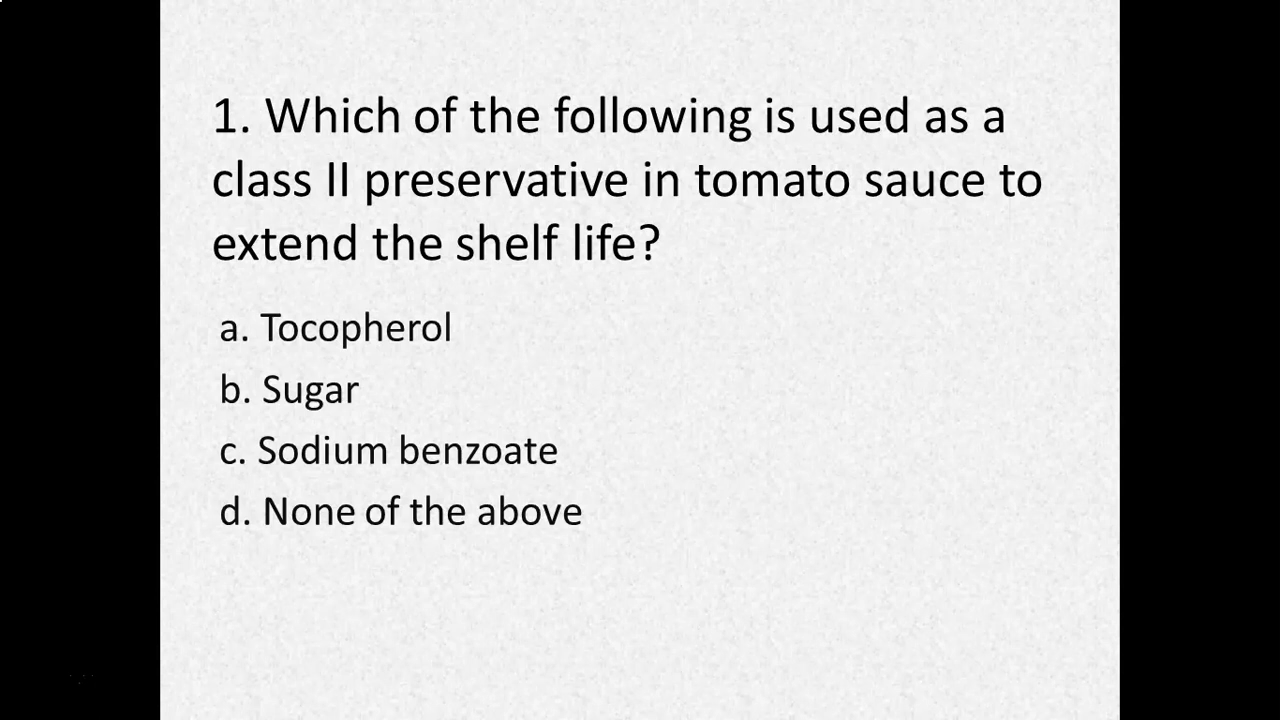 1. Which of the following is used as a
class II preservative in tomato sauce to
extend the shelf life?
a. Tocopherol
b. Sugar
c. Sodium benzoate
d. None of the above